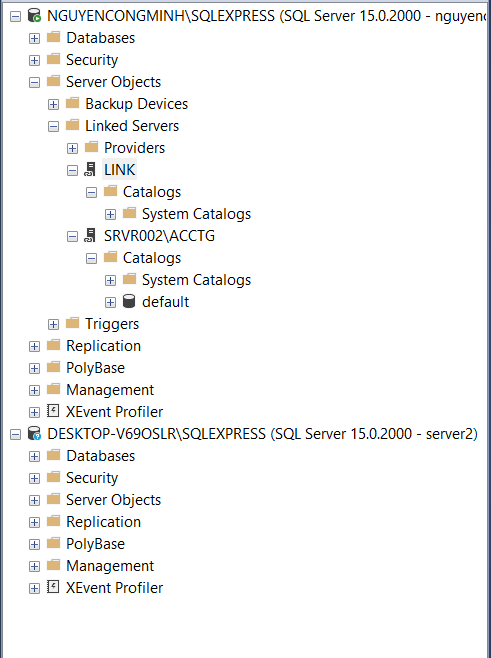 NGUYENCONGMINH\SQLEXPRESS (SQL Server 15.0.2000 - nguyenc
Databases
Security
Server Objects
Backup Devices
Linked Servers
Providers
LINK
Catalogs
System Catalogs
SRVR002\ACCTG
Catalogs
System Catalogs
default
Triggers
Replication
PolyBase
Management
XEvent Profiler
DESKTOP-V69OSLR\SQLEXPRESS (SQL Server 15.0.2000 - server2)
Databases
Security
Server Objects
Replication
PolyBase
Management
XEvent Profiler